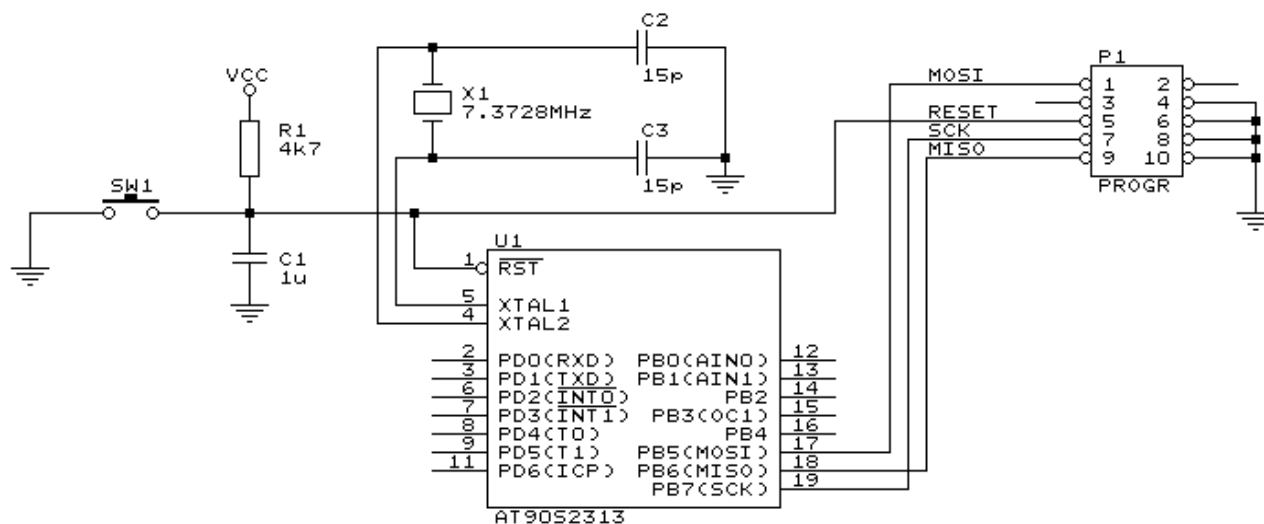 C2
15p
VCC
X1
7.3728MHz
R1
4k7
C3
15p
SW1
C1
1u
P1
MOSI
RESET
SCK
MISO
1 2
3 4
5 6
7 8
9 10
PROGR
U1
1 RST
5 XTAL1
4 XTAL2
2 PD0(RXD) PB0(AIN0) 12
3 PD1(TXD) PB1(AIN1) 13
6 PD2(INT0) PB2 14
7 PD3(INT1) PB3(OC1) 15
8 PD4(T0) PB4 16
9 PD5(T1) PB5(MOSI) 17
11 PD6(ICP) PB6(MISO) 18
PB7(SCK) 19
AT90S2313